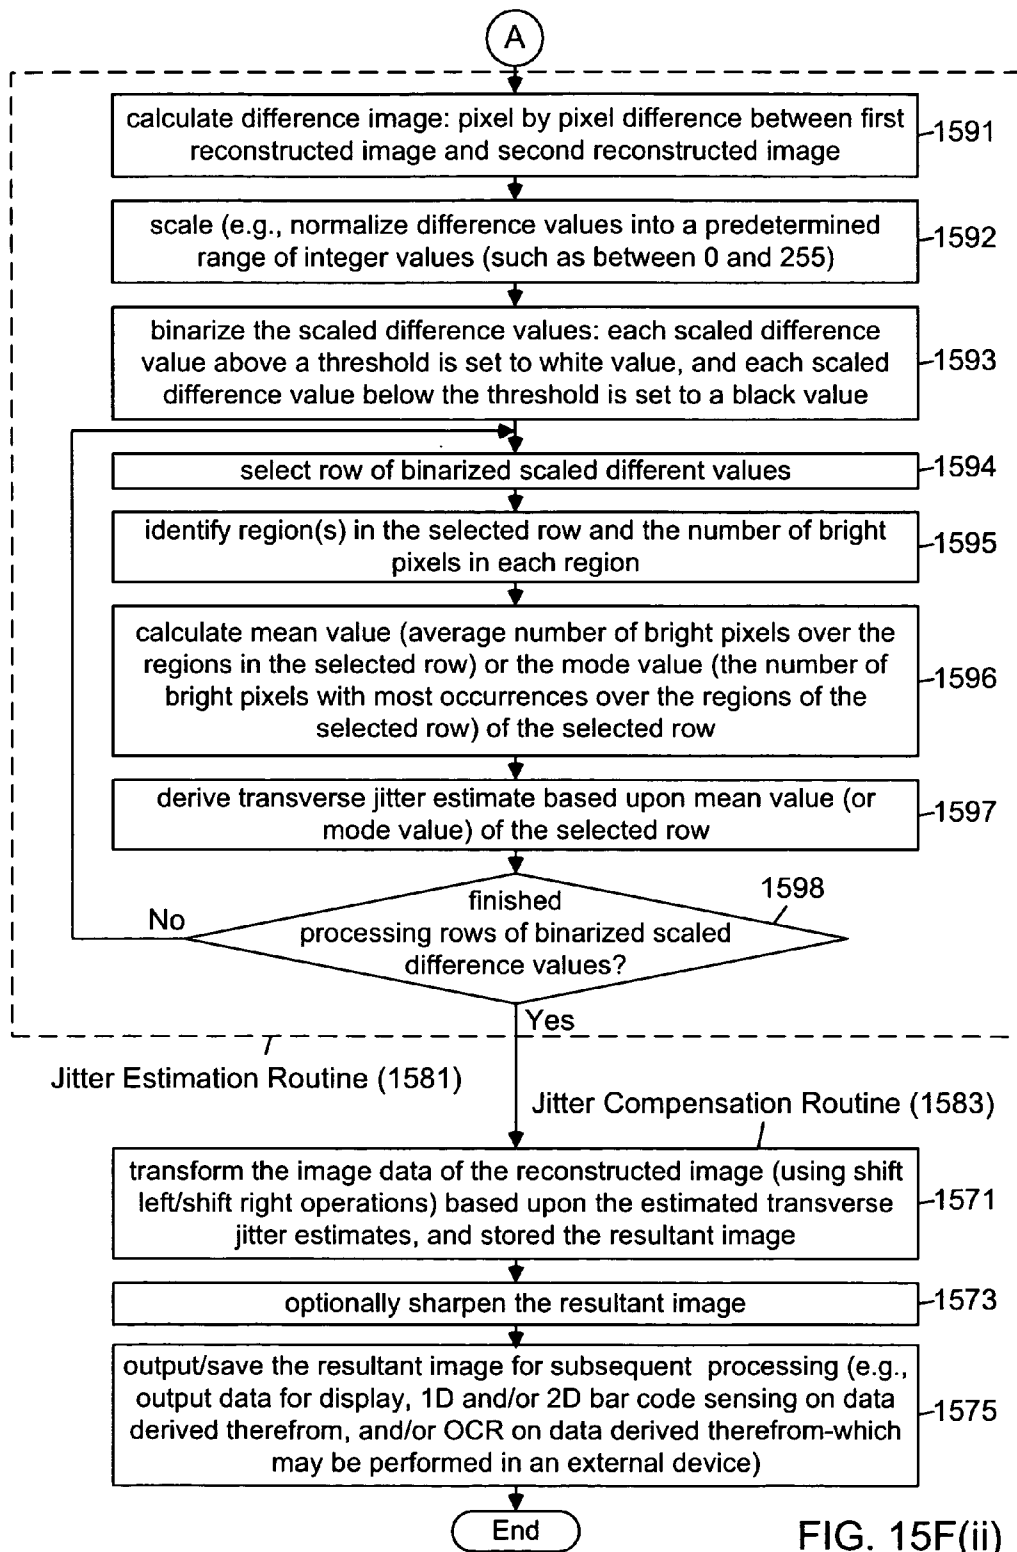 A
calculate difference image: pixel by pixel difference between first
reconstructed image and second reconstructed image
1591
scale (e.g., normalize difference values into a predetermined
range of integer values (such as between 0 and 255)
1592
binarize the scaled difference values: each scaled difference
value above a threshold is set to white value, and each scaled
difference value below the threshold is set to a black value
1593
select row of binarized scaled different values
1594
identify region(s) in the selected row and the number of bright
pixels in each region
1595
calculate mean value (average number of bright pixels over the
regions in the selected row) or the mode value (the number of
bright pixels with most occurrences over the regions of the
selected row) of the selected row
1596
derive transverse jitter estimate based upon mean value (or
mode value) of the selected row
1597
finished
processing rows of binarized scaled
difference values?
1598
No
Yes
Jitter Estimation Routine (1581)
Jitter Compensation Routine (1583)
transform the image data of the reconstructed image (using shift
left/shift right operations) based upon the estimated transverse
jitter estimates, and stored the resultant image
1571
optionally sharpen the resultant image
1573
output/save the resultant image for subsequent processing (e.g.,
output data for display, 1D and/or 2D bar code sensing on data
derived therefrom, and/or OCR on data derived therefrom-which
may be performed in an external device)
1575
End
FIG. 15F(ii)